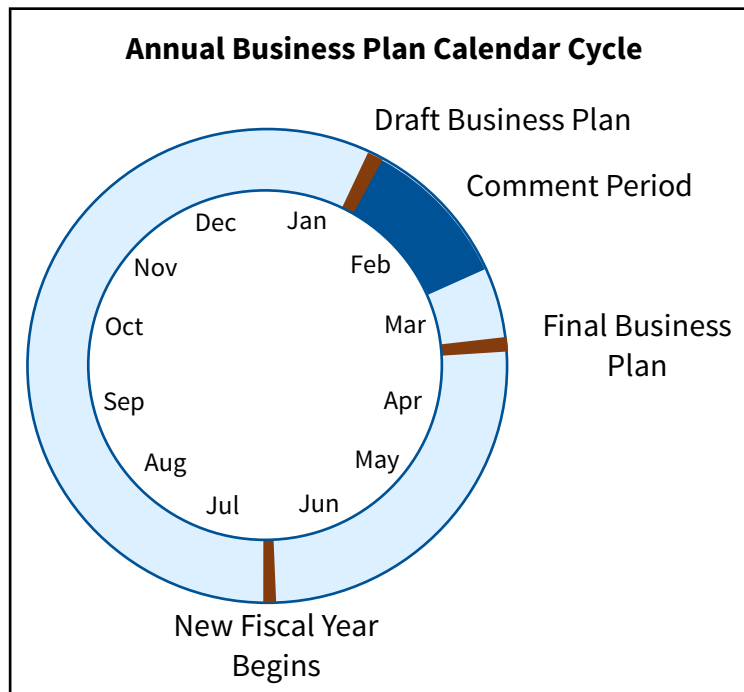 Annual Business Plan Calendar Cycle
Draft Business Plan
Comment Period
Final Business
Plan
New Fiscal Year
Begins
Jan
Feb
Mar
Apr
May
Jun
Jul
Aug
Sep
Oct
Nov
Dec